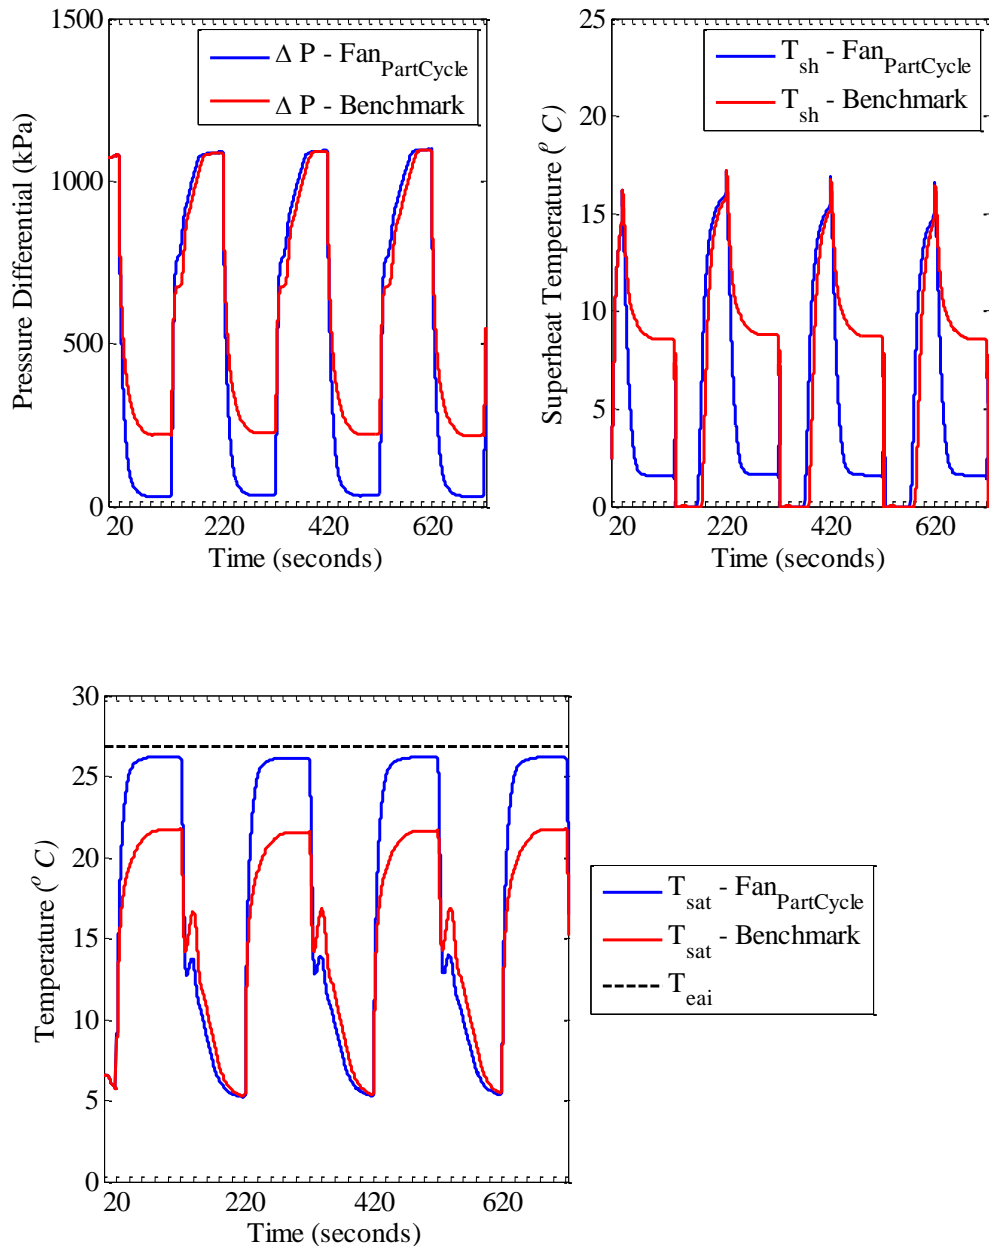 1500
1000
500
0
Pressure Differential (kPa)
Δ P - Fan_PartCycle
Δ P - Benchmark
20 220 420 620
Time (seconds)
25
20
15
10
5
0
Superheat Temperature (⁰ C)
T_sh - Fan_PartCycle
T_sh - Benchmark
20 220 420 620
Time (seconds)
30
25
20
15
10
5
0
Temperature (⁰ C)
20 220 420 620
Time (seconds)
T_sat - Fan_PartCycle
T_sat - Benchmark
T_eai